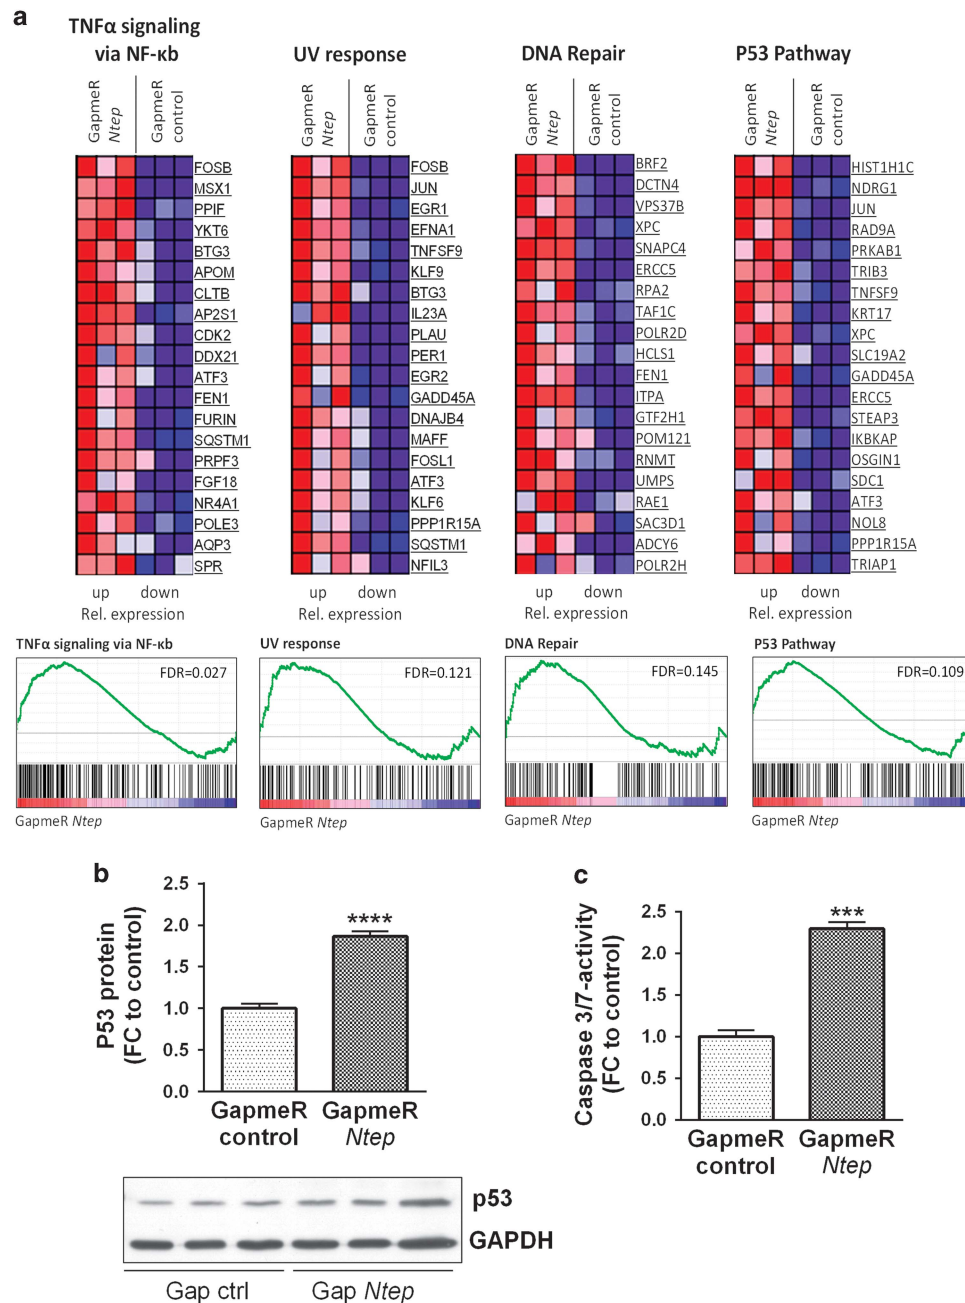 a
TNFα signaling
via NF-κb
UV response
DNA Repair
P53 Pathway
GapmeR
Ntep
GapmeR
control
GapmeR
Ntep
GapmeR
control
GapmeR
Ntep
GapmeR
control
GapmeR
Ntep
GapmeR
control
FOSB
MSX1
PPIF
YKT6
BTG3
APOM
CLTB
AP2S1
CDK2
DDX21
ATF3
FEN1
FURIN
SQSTM1
PRPF3
FGF18
NR4A1
POLE3
AQP3
SPR
FOSB
JUN
EGR1
EFNA1
TNFSF9
KLF9
BTG3
IL23A
PLAU
PER1
EGR2
GADD45A
DNAJB4
MAFF
FOSL1
ATF3
KLF6
PPP1R15A
SQSTM1
NFIL3
BRF2
DCTN4
VPS37B
XPC
SNAPC4
ERCC5
RPA2
TAF1C
POLR2D
HCLS1
FEN1
ITPA
GTF2H1
POM121
RNMT
UMPS
RAE1
SAC3D1
ADCY6
POLR2H
HIST1H1C
NDRG1
JUN
RAD9A
PRKAB1
TRIB3
TNFSF9
KRT17
XPC
SLC19A2
GADD45A
ERCC5
STEAP3
IKBKAP
OSGIN1
SDC1
ATF3
NOL8
PPP1R15A
TRIAP1
up down
Rel. expression
up down
Rel. expression
up down
Rel. expression
up down
Rel. expression
TNFα signaling via NF-κb
FDR=0.027
GapmeR Ntep
UV response
FDR=0.121
GapmeR Ntep
DNA Repair
FDR=0.145
GapmeR Ntep
P53 Pathway
FDR=0.109
GapmeR Ntep
b
P53 protein
(FC to control)
2.5
2.0
1.5
1.0
0.5
0.0
****
GapmeR
control
GapmeR
Ntep
p53
GAPDH
Gap ctrl
Gap Ntep
c
Caspase 3/7-activity
(FC to control)
2.5
2.0
1.5
1.0
0.5
0.0
***
GapmeR
control
GapmeR
Ntep